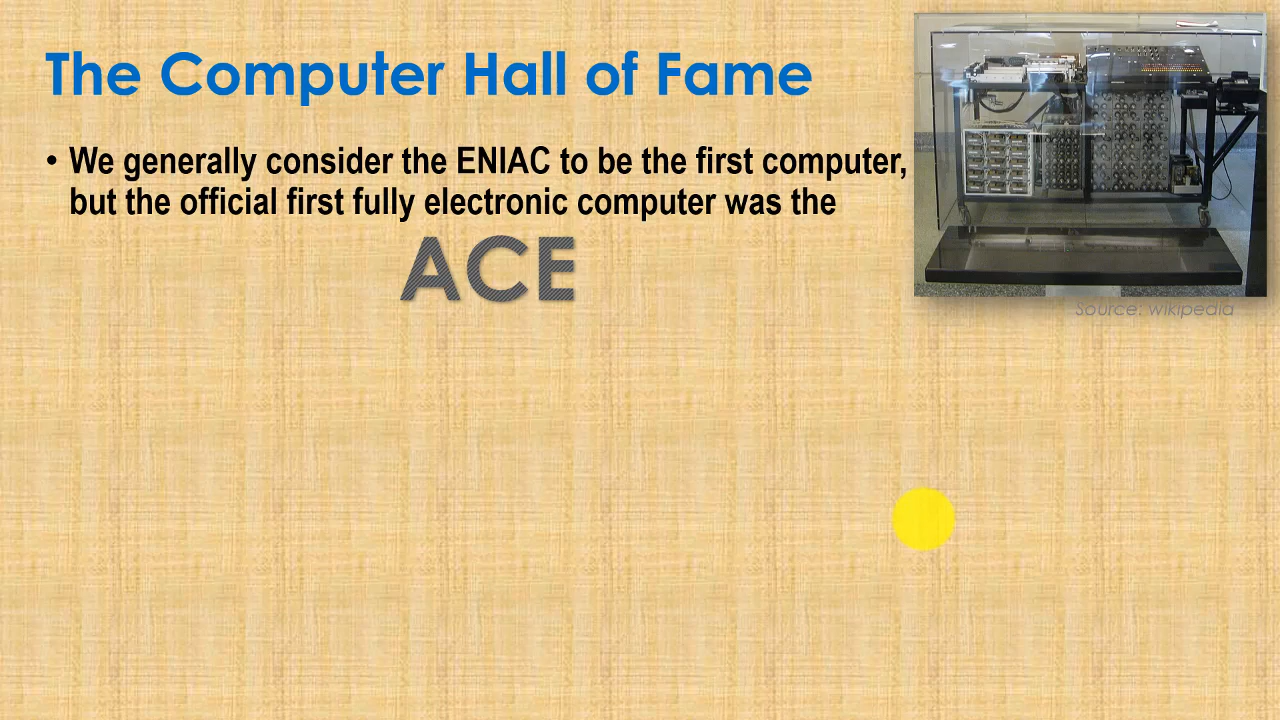 The Computer Hall of Fame
• We generally consider the ENIAC to be the first computer,
but the official first fully electronic computer was the
ACE
Source: wikipedia